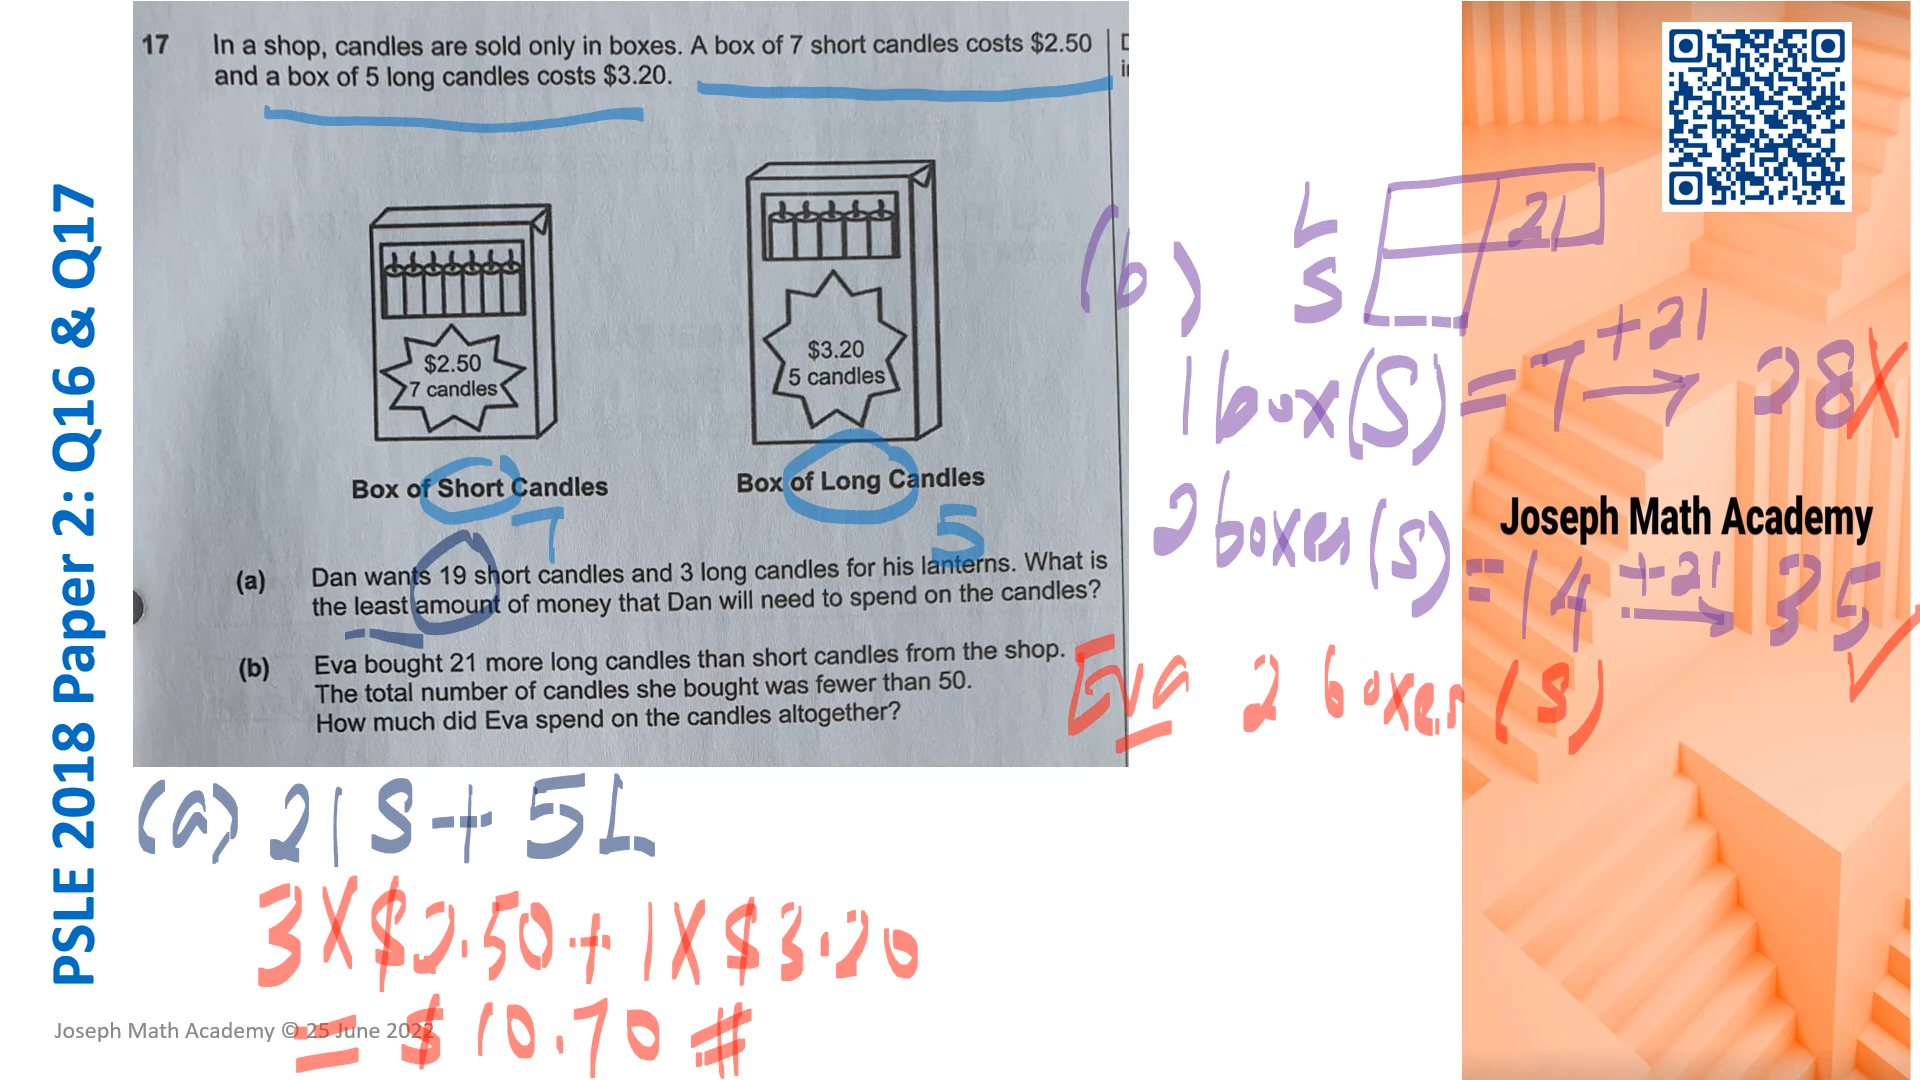 PSLE 2018 Paper 2: Q16 & Q17
17 In a shop, candles are sold only in boxes. A box of 7 short candles costs $2.50
and a box of 5 long candles costs $3.20.
$2.50
7 candles
$3.20
5 candles
Box of Short Candles
Box of Long Candles
7
5
(a) Dan wants 19 short candles and 3 long candles for his lanterns. What is
the least amount of money that Dan will need to spend on the candles?
(b) Eva bought 21 more long candles than short candles from the shop.
The total number of candles she bought was fewer than 50.
How much did Eva spend on the candles altogether?
(a) 21 S + 5 L
3 X $2.50 + 1 X $3.20
= $10.70 #
(b) L 21
S
1 box (S) = 7 +21 → 28 X
2 boxes (S) = 14 +21 → 35 ✓
Eva 2 boxes (S)
Joseph Math Academy
Joseph Math Academy © 25 June 2022